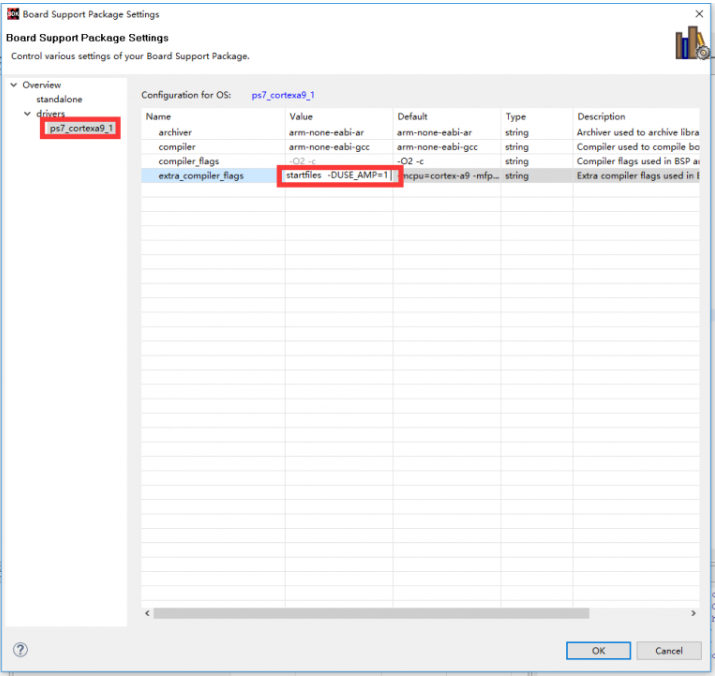 SDK Board Support Package Settings
Board Support Package Settings
Control various settings of your Board Support Package.
Overview
standalone
drivers
ps7_cortexa9_1
Configuration for OS: ps7_cortexa9_1
Name Value Default Type Description
archiver arm-none-eabi-ar arm-none-eabi-ar string Archiver used to archive libra
compiler arm-none-eabi-gcc arm-none-eabi-gcc string Compiler used to compile bo
compiler_flags -O2 -c -O2 -c string Compiler flags used in BSP a
extra_compiler_flags startfiles -DUSE_AMP=1 mcpu=cortex-a9 -mfp... string Extra compiler flags used in B
OK Cancel